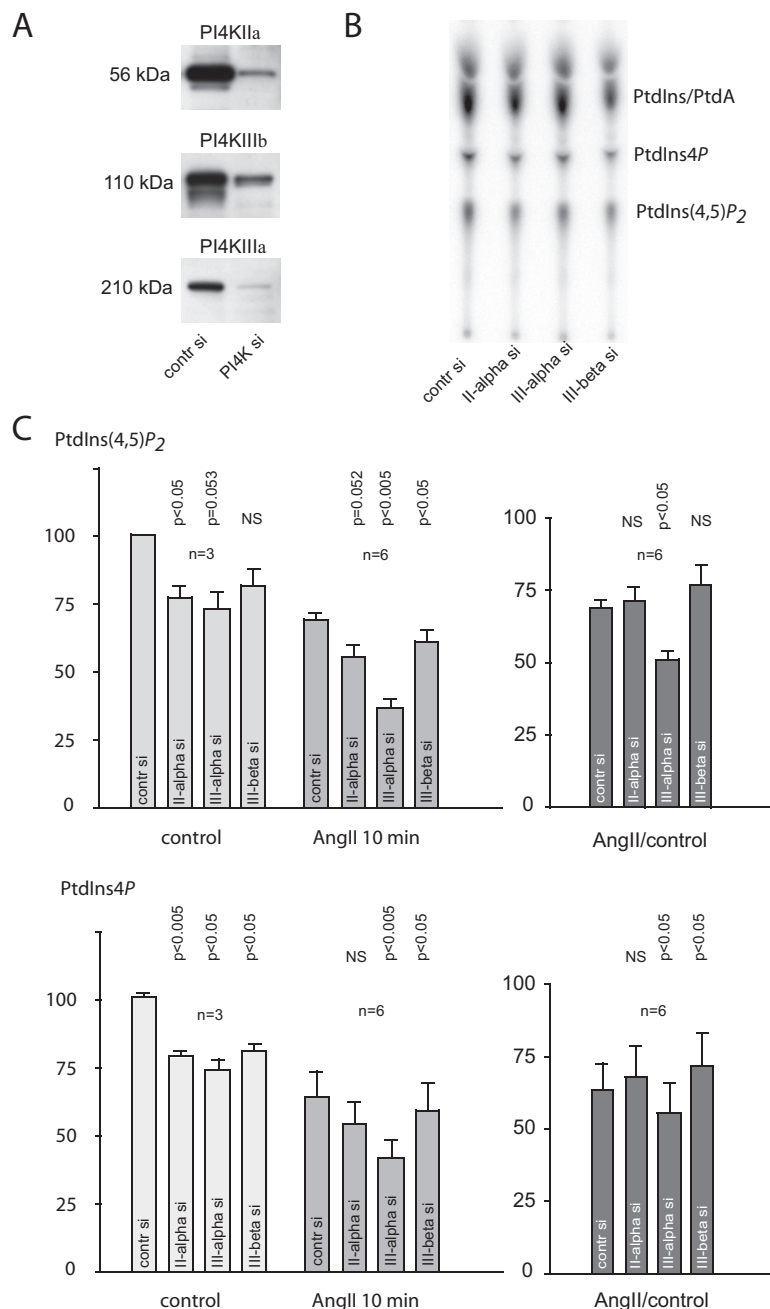 A
PI4KIIa
56 kDa
PI4KIIIb
110 kDa
PI4KIIIa
210 kDa
contr si
PI4K si
B
PtdIns/PtdA
PtdIns4P
PtdIns(4,5)P2
contr si
II-alpha si
III-alpha si
III-beta si
C
PtdIns(4,5)P2
100
75
50
25
0
p<0.05
p=0.053
NS
n=3
contr si
II-alpha si
III-alpha si
III-beta si
control
p=0.052
p<0.005
p<0.05
n=6
contr si
II-alpha si
III-alpha si
III-beta si
AngII 10 min
100
75
50
25
0
NS
p<0.05
NS
n=6
contr si
II-alpha si
III-alpha si
III-beta si
AngII/control
PtdIns4P
100
75
50
25
0
p<0.005
p<0.05
p<0.05
n=3
contr si
II-alpha si
III-alpha si
III-beta si
control
NS
p<0.005
p<0.05
n=6
contr si
II-alpha si
III-alpha si
III-beta si
AngII 10 min
100
75
50
25
0
NS
p<0.05
p<0.05
n=6
contr si
II-alpha si
III-alpha si
III-beta si
AngII/control